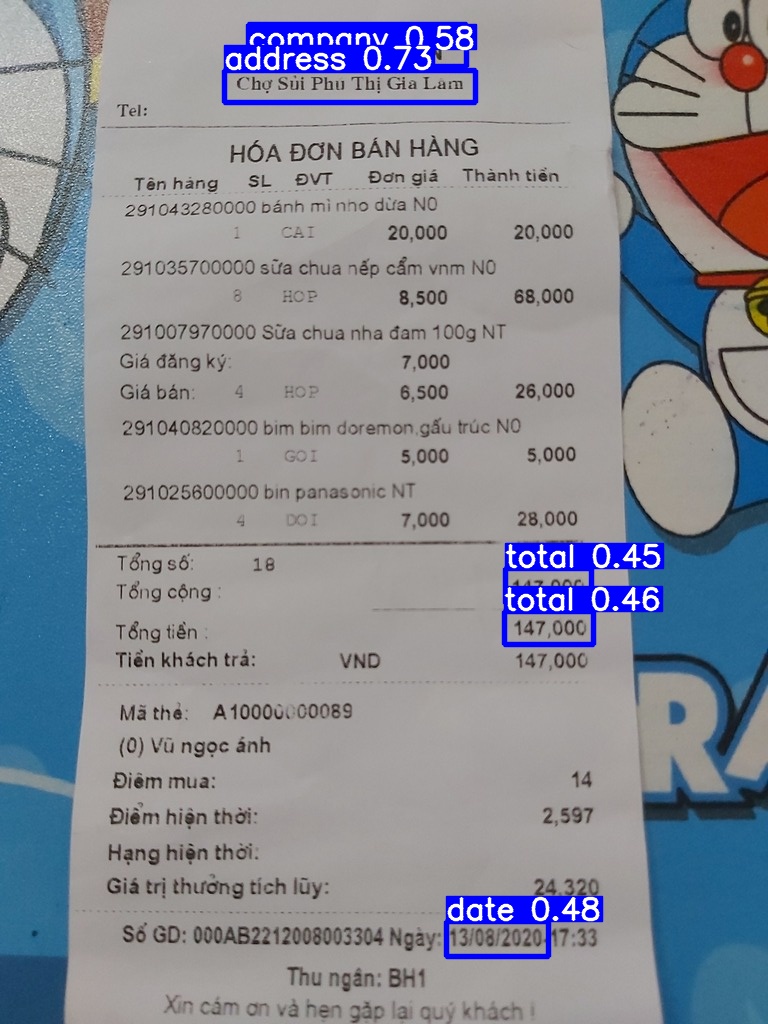 company 0.58
address 0.73
Chợ Sủi Phú Thị Gia Lâm
Tel:
HÓA ĐƠN BÁN HÀNG
Tên hàng SL ĐVT Đơn giá Thành tiền
291043280000 bánh mì nho dừa N0
1 CAI 20,000 20,000
291035700000 sữa chua nếp cẩm vnm N0
8 HOP 8,500 68,000
291007970000 Sữa chua nha đam 100g NT
Giá đăng ký: 7,000
Giá bán: 4 HOP 6,500 26,000
291040820000 bim bim doremon,gấu trúc N0
1 GOI 5,000 5,000
291025600000 bin panasonic NT
4 DOI 7,000 28,000
Tổng số: 18
total 0.45
Tổng cộng : 147,000
total 0.46
Tổng tiền : 147,000
Tiền khách trả: VND 147,000
Mã thẻ: A10000000089
(0) Vũ ngọc ánh
Điểm mua: 14
Điểm hiện thời: 2,597
Hạng hiện thời:
Giá trị thưởng tích lũy: 24,320
date 0.48
Số GD: 000AB2212008003304 Ngày: 13/08/2020-17:33
Thu ngân: BH1
Xin cám ơn và hẹn gặp lại quý khách !
RA